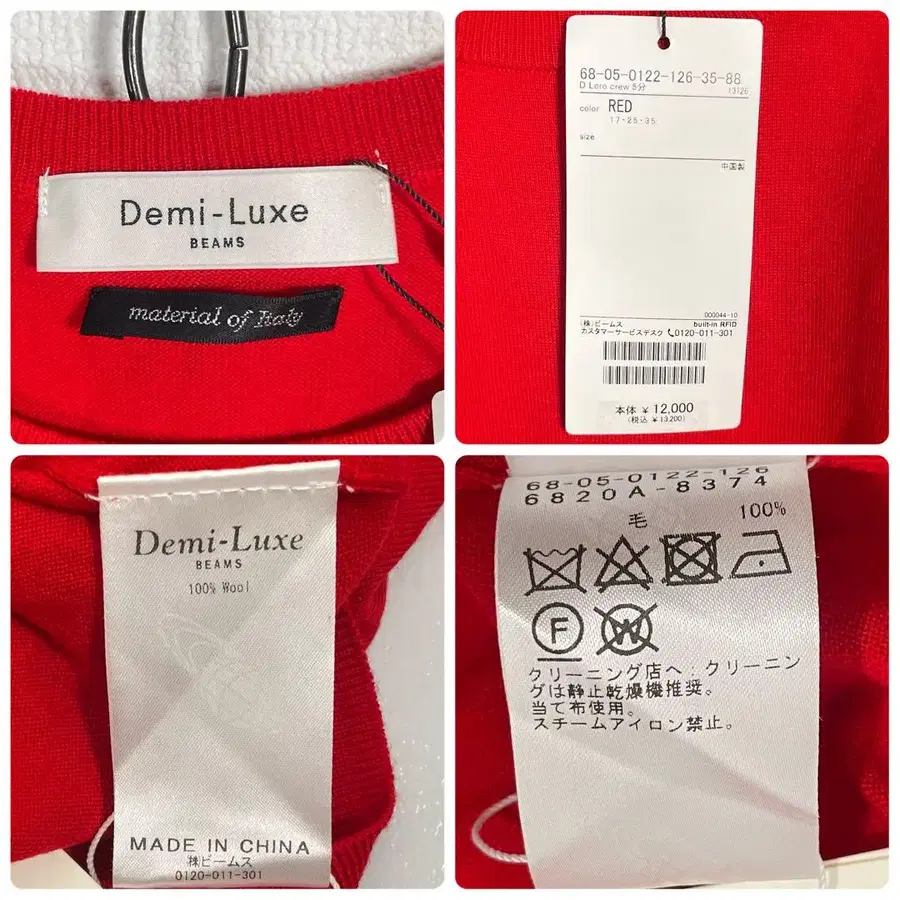 Demi-Luxe
BEAMS
material of Italy
68-05-0122-126-35-88
D Loro crew 5分
13126
color RED
17・25・35
size
中国製
000044-10
(株)ビームス built-in RFID
カスタマーサービスデスク 0120-011-301
本体 ¥ 12,000
(税込 ¥ 13,200)
Demi-Luxe
BEAMS
100% Wool
MADE IN CHINA
㈱ビームス
0120-011-301
68-05-0122-126
6820A-8374
毛 100%
F W
クリーニング店へ・クリーニン
グは静止乾燥機推奨。
当て布使用。
スチームアイロン禁止。